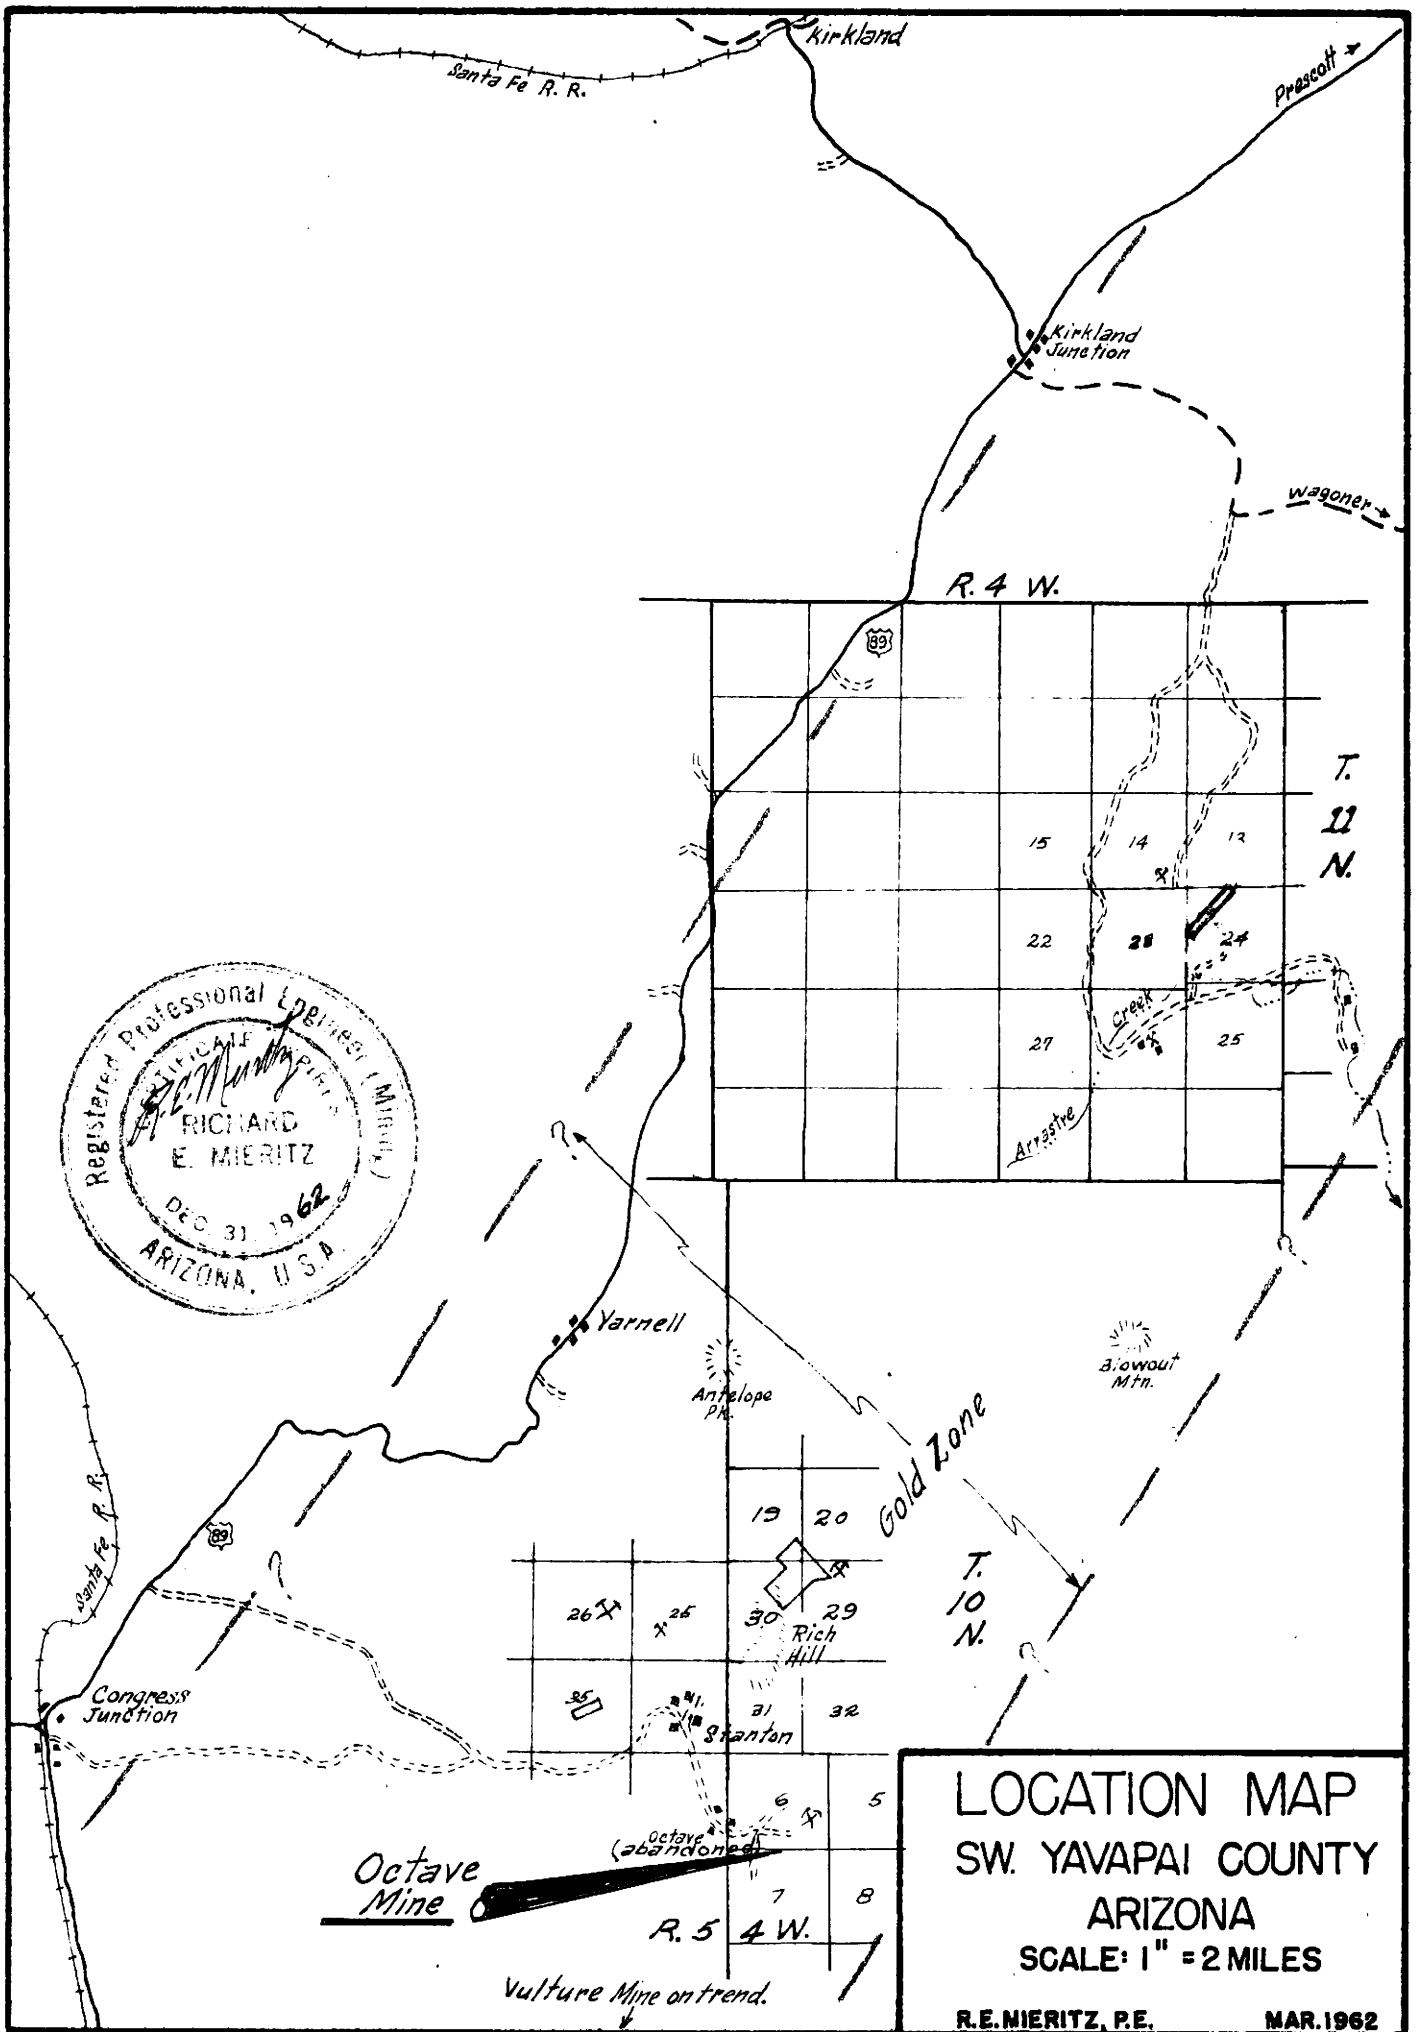 Kirkland
Santa Fe R. R.
Prescott
Kirkland
Junction
Wagoner
R. 4 W.
89
T.
11
N.
15
14
13
22
23
24
Creek
27
25
Arrastre
Registered Professional Engineer (Mining)
CERTIFICATE EXPIRES
R.E. Mieritz
RICHARD
E. MIERITZ
DEC. 31 1962
ARIZONA, U.S.A.
?
?
Yarnell
Antelope
Pk.
Blowout
Mtn.
Gold Zone
Santa Fe R. R.
89
?
19
20
T.
10
N.
26
25
30
29
Rich
Hill
?
Congress
Junction
35
31
32
Stanton
6
5
Octave
(abandoned)
Octave
Mine
7
8
R. 5
4 W.
Vulture Mine on trend.
LOCATION MAP
SW. YAVAPAI COUNTY
ARIZONA
SCALE: 1" = 2 MILES
R.E. MIERITZ, P.E.
MAR. 1962